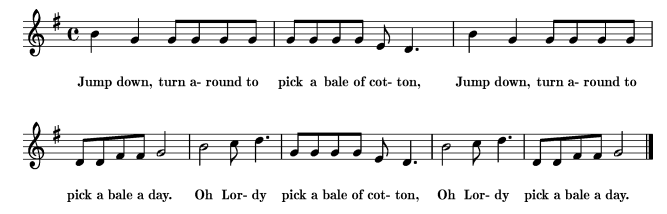 Jump down, turn a- round to pick a bale of cot- ton, Jump down, turn a- round to
pick a bale a day. Oh Lor- dy pick a bale of cot- ton, Oh Lor- dy pick a bale a day.